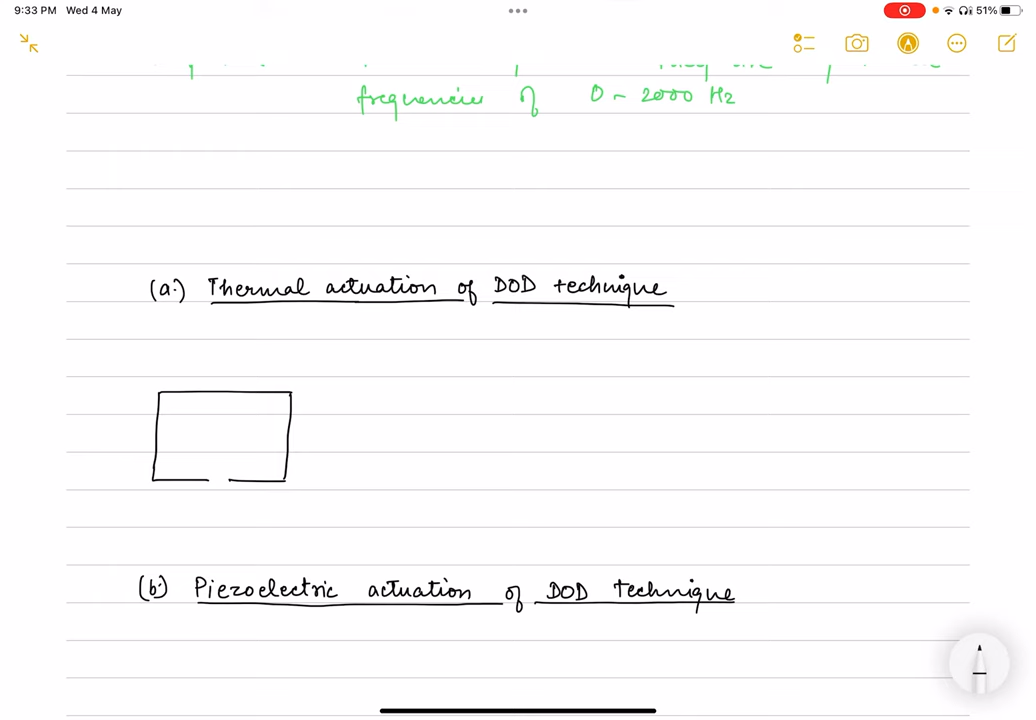 9:33 PM Wed 4 May 51%
frequencies of 0 - 2000 Hz
(a:) Thermal actuation of DOD technique
(b:) Piezoelectric actuation of DOD technique